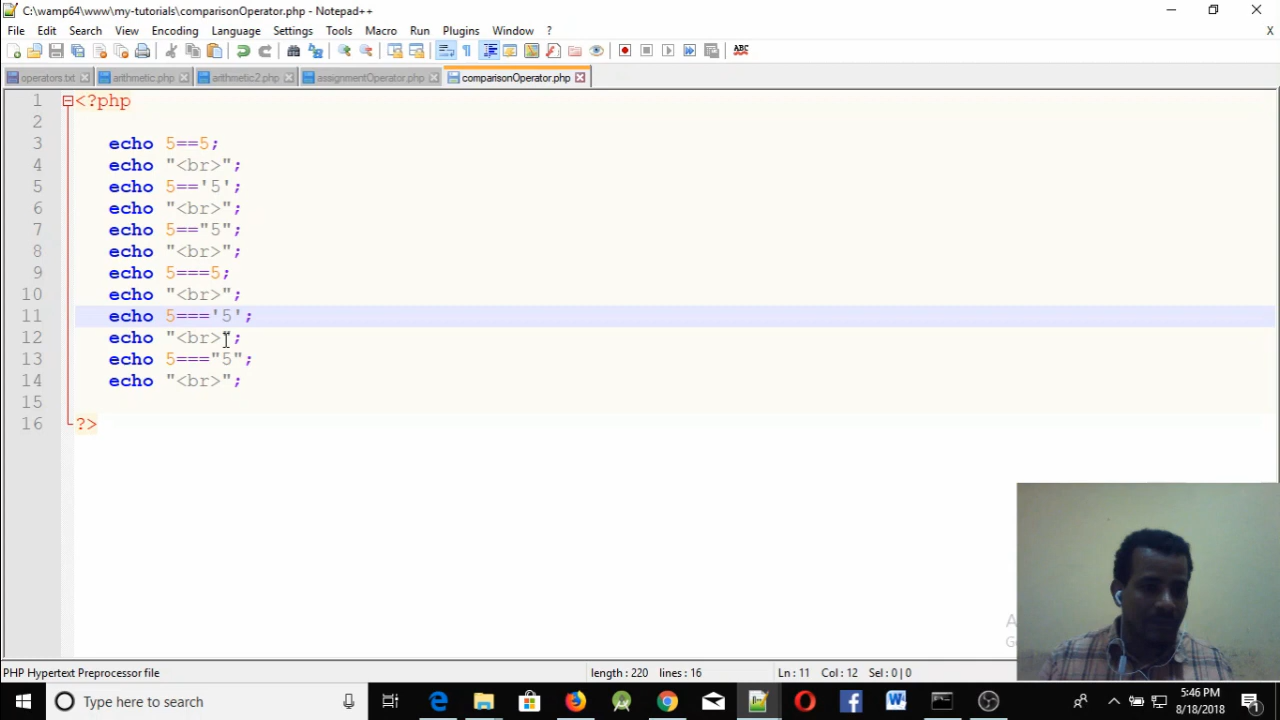 C:\wamp64\www\my-tutorials\comparisonOperator.php - Notepad++
File Edit Search View Encoding Language Settings Tools Macro Run Plugins Window ? X
operators.txt arithmetic.php arithmetic2.php assignmentOperator.php comparisonOperator.php
1 <?php
2
3 echo 5==5;
4 echo "<br>";
5 echo 5=='5';
6 echo "<br>";
7 echo 5=="5";
8 echo "<br>";
9 echo 5===5;
10 echo "<br>";
11 echo 5==='5';
12 echo "<br>";
13 echo 5==="5";
14 echo "<br>";
15
16 ?>
PHP Hypertext Preprocessor file length : 220 lines : 16 Ln : 11 Col : 12 Sel : 0 | 0
Type here to search
5:46 PM
8/18/2018